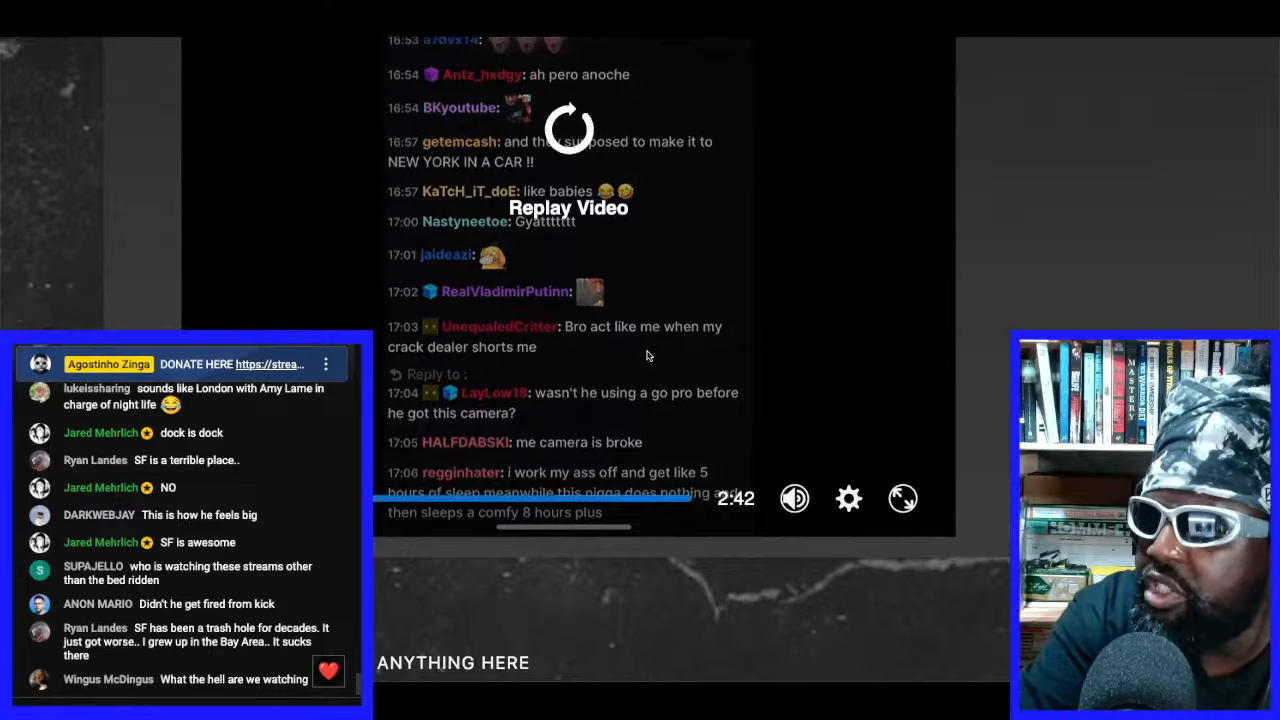 16:53 a7dvx14:
16:54 Antz_hxdgy: ah pero anoche
16:54 BKyoutube:
16:57 getemcash: and they supposed to make it to
NEW YORK IN A CAR !!
16:57 KaTcH_iT_doE: like babies 😂🤣
Replay Video
17:00 Nastyneetoe: Gyattttttt
17:01 jaideazi:
17:02 RealVladimirPutinn:
17:03 UnequaledCritter: Bro act like me when my
crack dealer shorts me
Reply to :
17:04 LayLow18: wasn't he using a go pro before
he got this camera?
17:05 HALFDABSKI: me camera is broke
17:06 regginhater: i work my ass off and get like 5
hours of sleep meanwhile this nigga does nothing and
then sleeps a comfy 8 hours plus
2:42
Agostinho Zinga DONATE HERE https://strea...
lukeissharing sounds like London with Amy Lame in
charge of night life 😂
Jared Mehrlich dock is dock
Ryan Landes SF is a terrible place..
Jared Mehrlich NO
DARKWEBJAY This is how he feels big
Jared Mehrlich SF is awesome
S SUPAJELLO who is watching these streams other
than the bed ridden
ANON MARIO Didn't he get fired from kick
Ryan Landes SF has been a trash hole for decades. It
just got worse.. I grew up in the Bay Area.. It sucks
there
Wingus McDingus What the hell are we watching
ANYTHING HERE
MASTERY